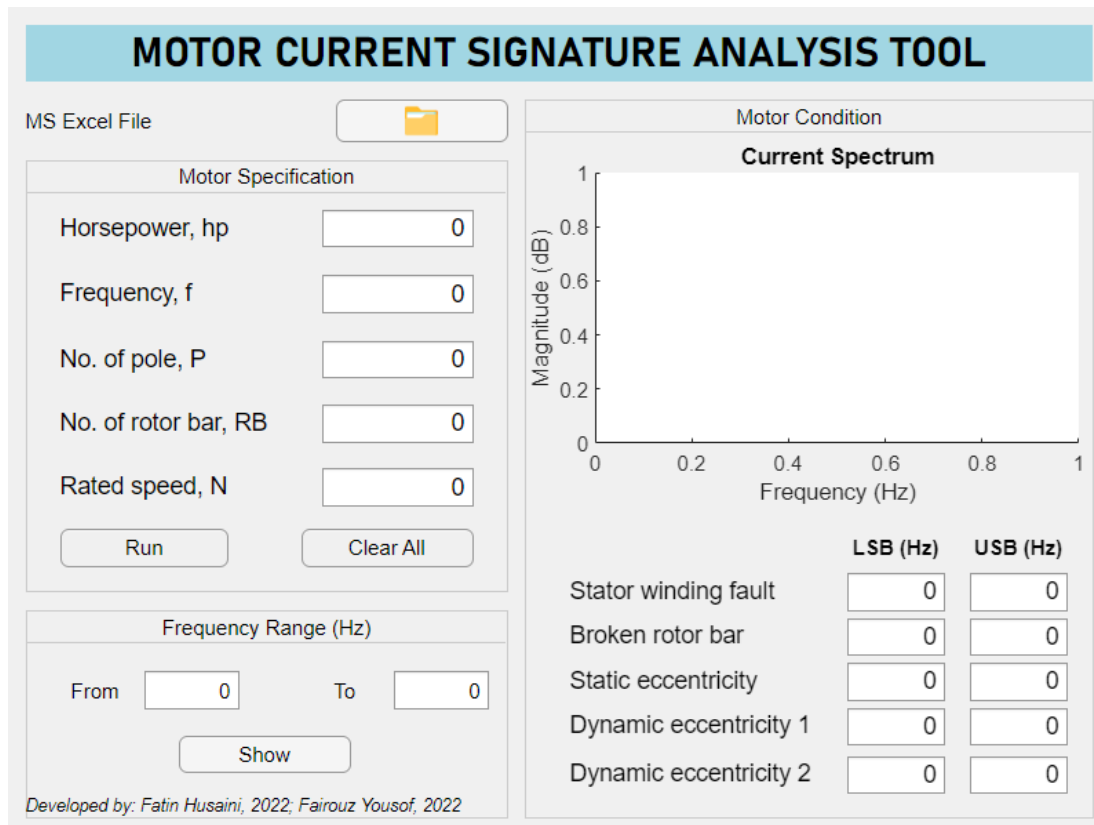 MOTOR CURRENT SIGNATURE ANALYSIS TOOL
MS Excel File
Motor Specification
Horsepower, hp 0
Frequency, f 0
No. of pole, P 0
No. of rotor bar, RB 0
Rated speed, N 0
Run Clear All
Frequency Range (Hz)
From 0 To 0
Show
Developed by: Fatin Husaini, 2022; Fairouz Yousof, 2022
Motor Condition
Current Spectrum
Magnitude (dB)
1
0.8
0.6
0.4
0.2
0
0 0.2 0.4 0.6 0.8 1
Frequency (Hz)
LSB (Hz) USB (Hz)
Stator winding fault 0 0
Broken rotor bar 0 0
Static eccentricity 0 0
Dynamic eccentricity 1 0 0
Dynamic eccentricity 2 0 0